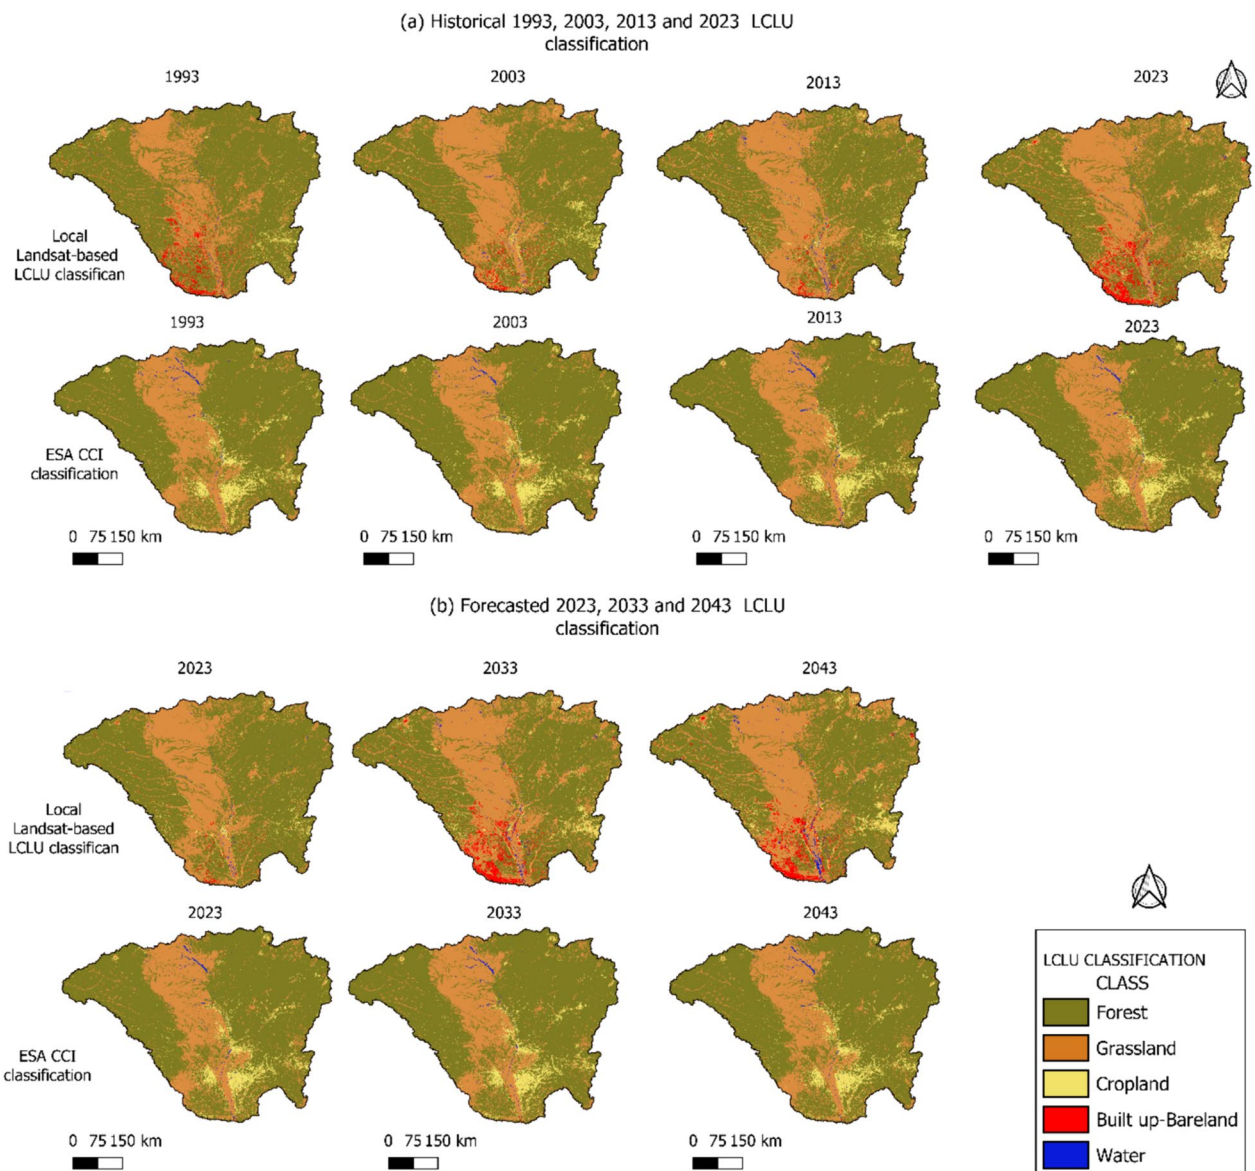 (a) Historical 1993, 2003, 2013 and 2023 LCLU
classification
1993
2003
2013
2023
Local
Landsat-based
LCLU classifican
1993
2003
2013
2023
ESA CCI
classification
0 75 150 km
0 75 150 km
0 75 150 km
0 75 150 km
(b) Forecasted 2023, 2033 and 2043 LCLU
classification
2023
2033
2043
Local
Landsat-based
LCLU classifican
2023
2033
2043
ESA CCI
classification
0 75 150 km
0 75 150 km
0 75 150 km
LCLU CLASSIFICATION
CLASS
Forest
Grassland
Cropland
Built up-Bareland
Water